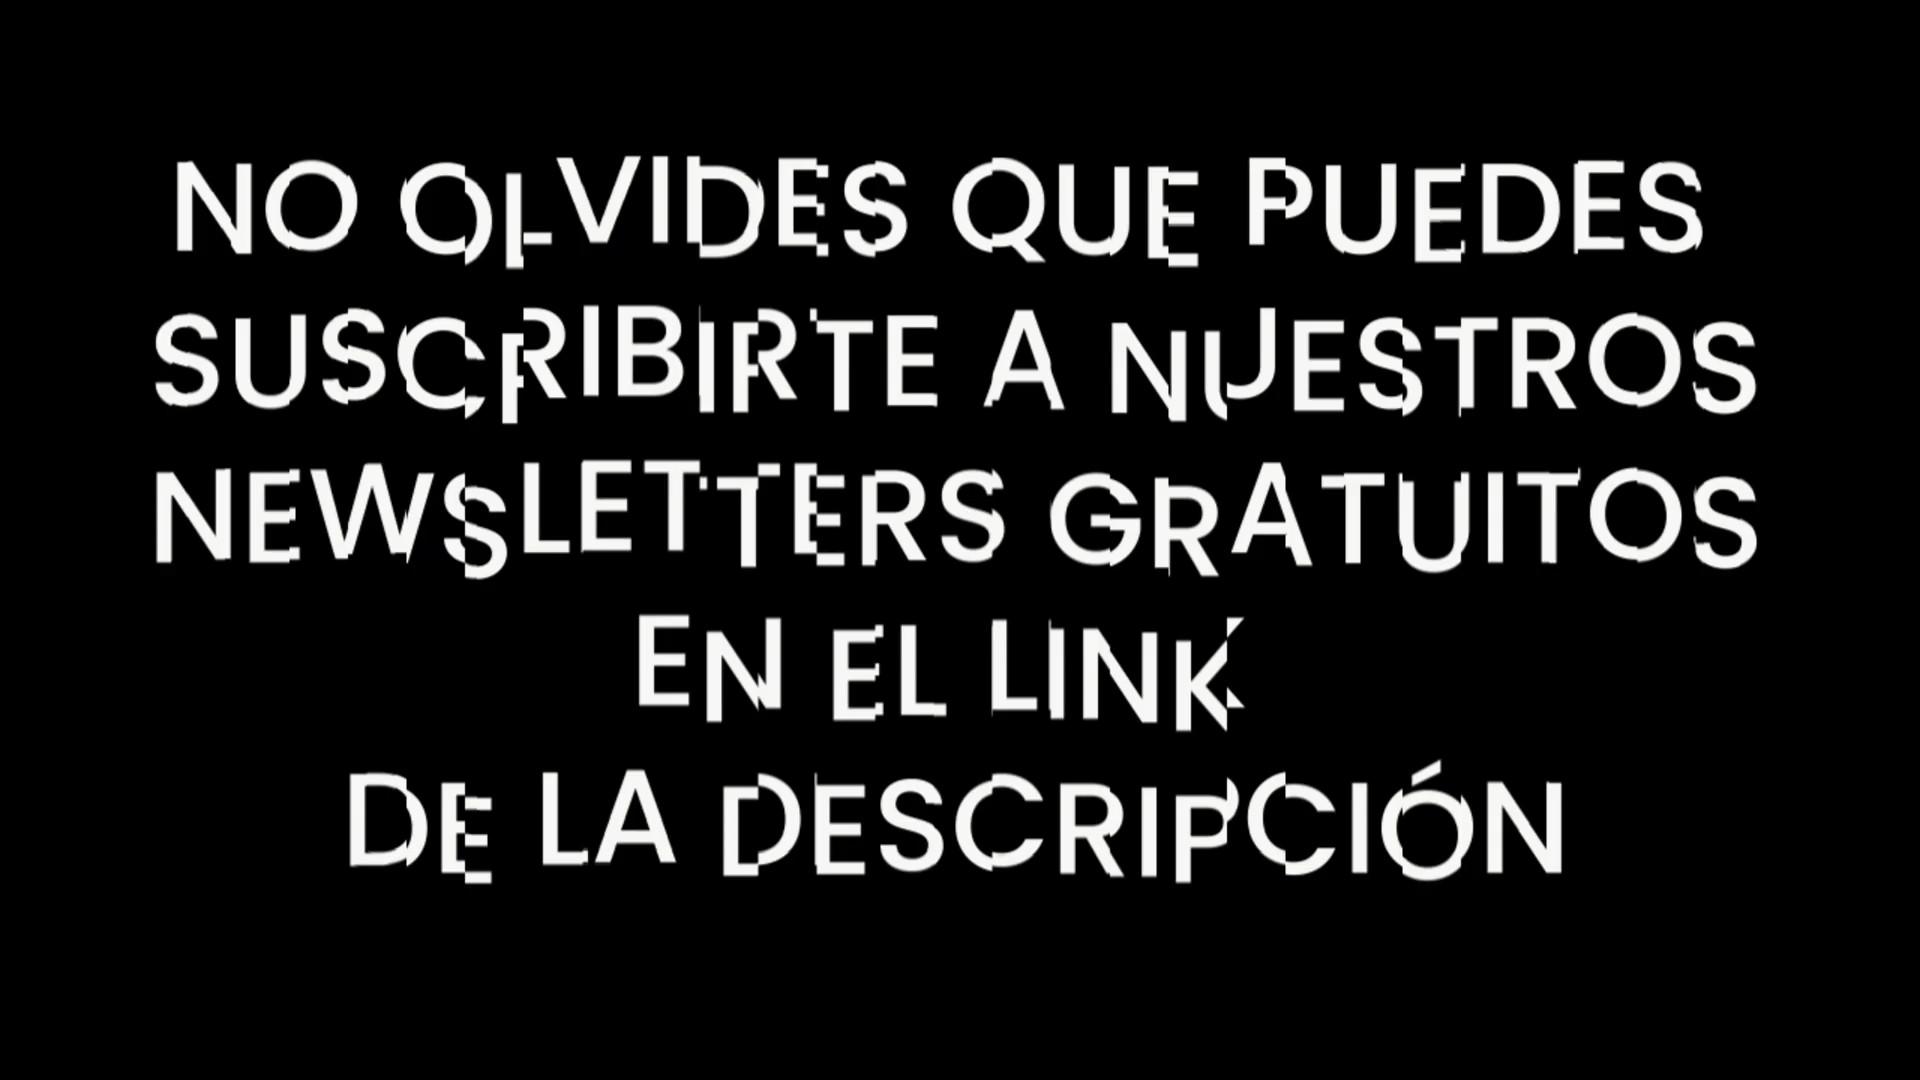 NO OLVIDES QUE PUEDES
SUSCRIBIRTE A NUESTROS
NEWSLETTERS GRATUITOS
EN EL LINK
DE LA DESCRIPCIÓN